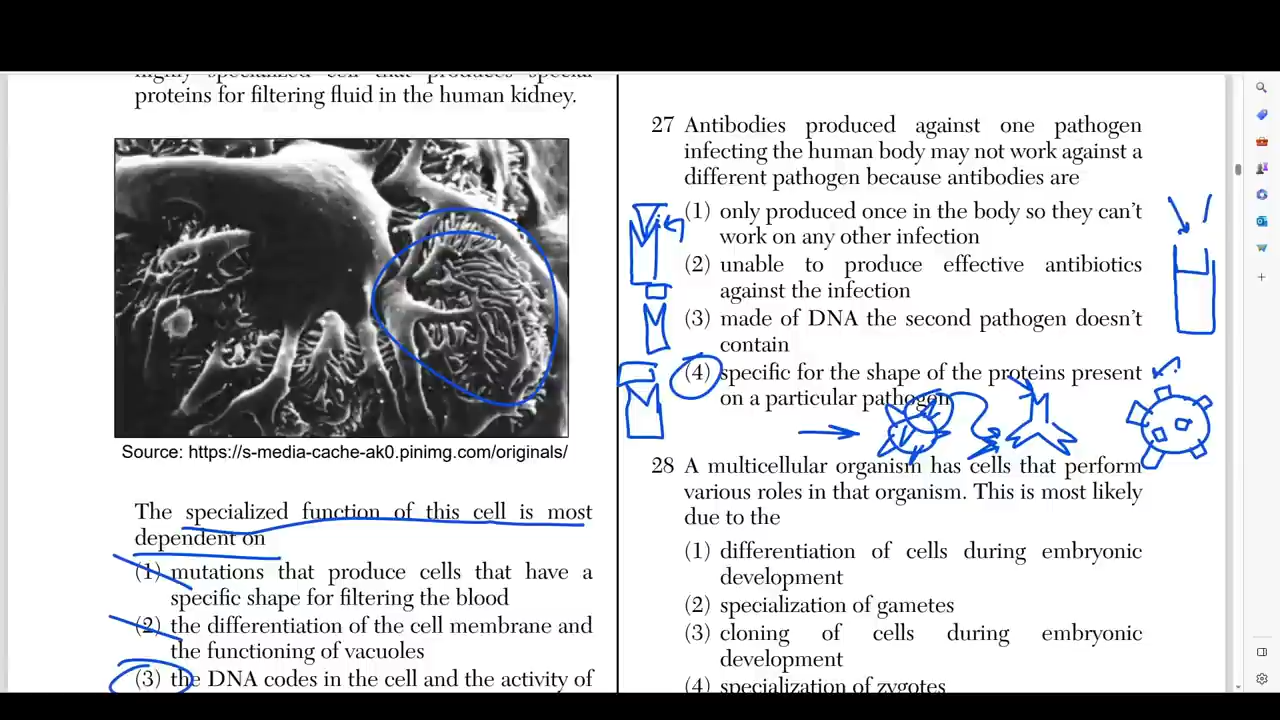 highly specialized cell that produces special
proteins for filtering fluid in the human kidney.
Source: https://s-media-cache-ak0.pinimg.com/originals/
The specialized function of this cell is most
dependent on
(1) mutations that produce cells that have a
specific shape for filtering the blood
(2) the differentiation of the cell membrane and
the functioning of vacuoles
(3) the DNA codes in the cell and the activity of
27 Antibodies produced against one pathogen
infecting the human body may not work against a
different pathogen because antibodies are
(1) only produced once in the body so they can't
work on any other infection
(2) unable to produce effective antibiotics
against the infection
(3) made of DNA the second pathogen doesn't
contain
(4) specific for the shape of the proteins present
on a particular pathogen
28 A multicellular organism has cells that perform
various roles in that organism. This is most likely
due to the
(1) differentiation of cells during embryonic
development
(2) specialization of gametes
(3) cloning of cells during embryonic
development
(4) specialization of zygotes